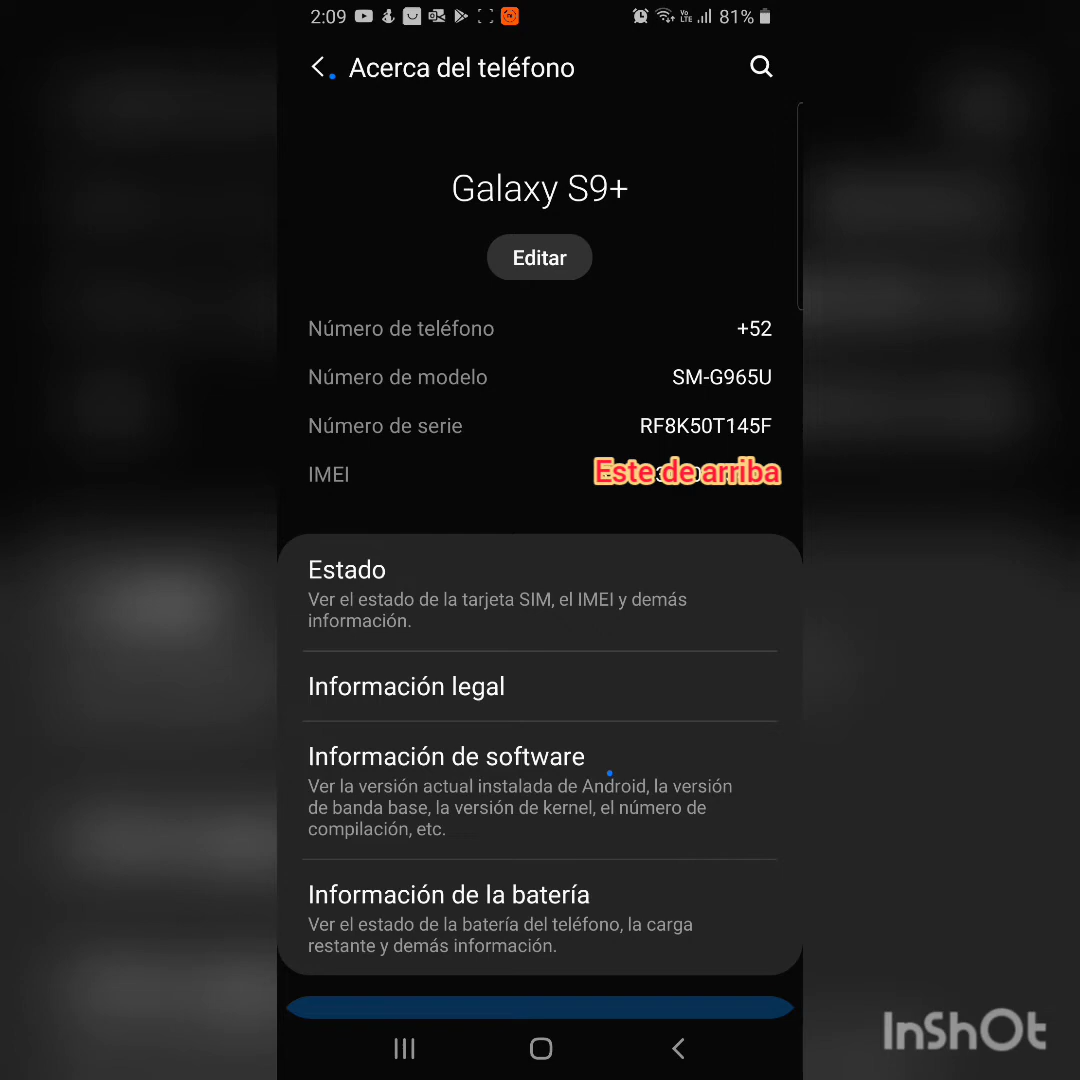 2:09 81%
Acerca del teléfono
Galaxy S9+
Editar
Número de teléfono +52
Número de modelo SM-G965U
Número de serie RF8K50T145F
IMEI Este de arriba
Estado
Ver el estado de la tarjeta SIM, el IMEI y demás
información.
Información legal
Información de software
Ver la versión actual instalada de Android, la versión
de banda base, la versión de kernel, el número de
compilación, etc.
Información de la batería
Ver el estado de la batería del teléfono, la carga
restante y demás información.
InShOt